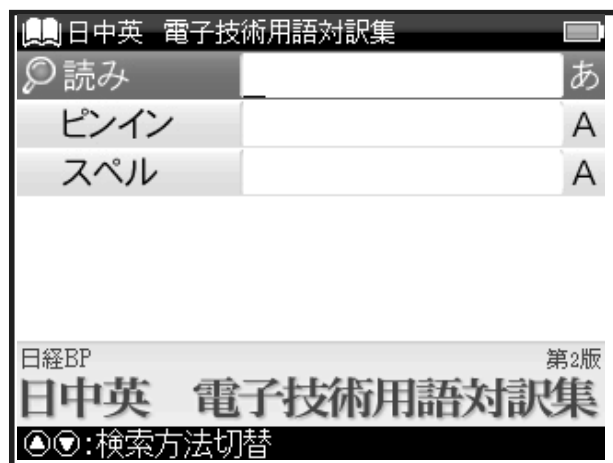 日中英 電子技術用語対訳集
読み あ
ピンイン A
スペル A
日経BP 第2版
日中英 電子技術用語対訳集
:検索方法切替